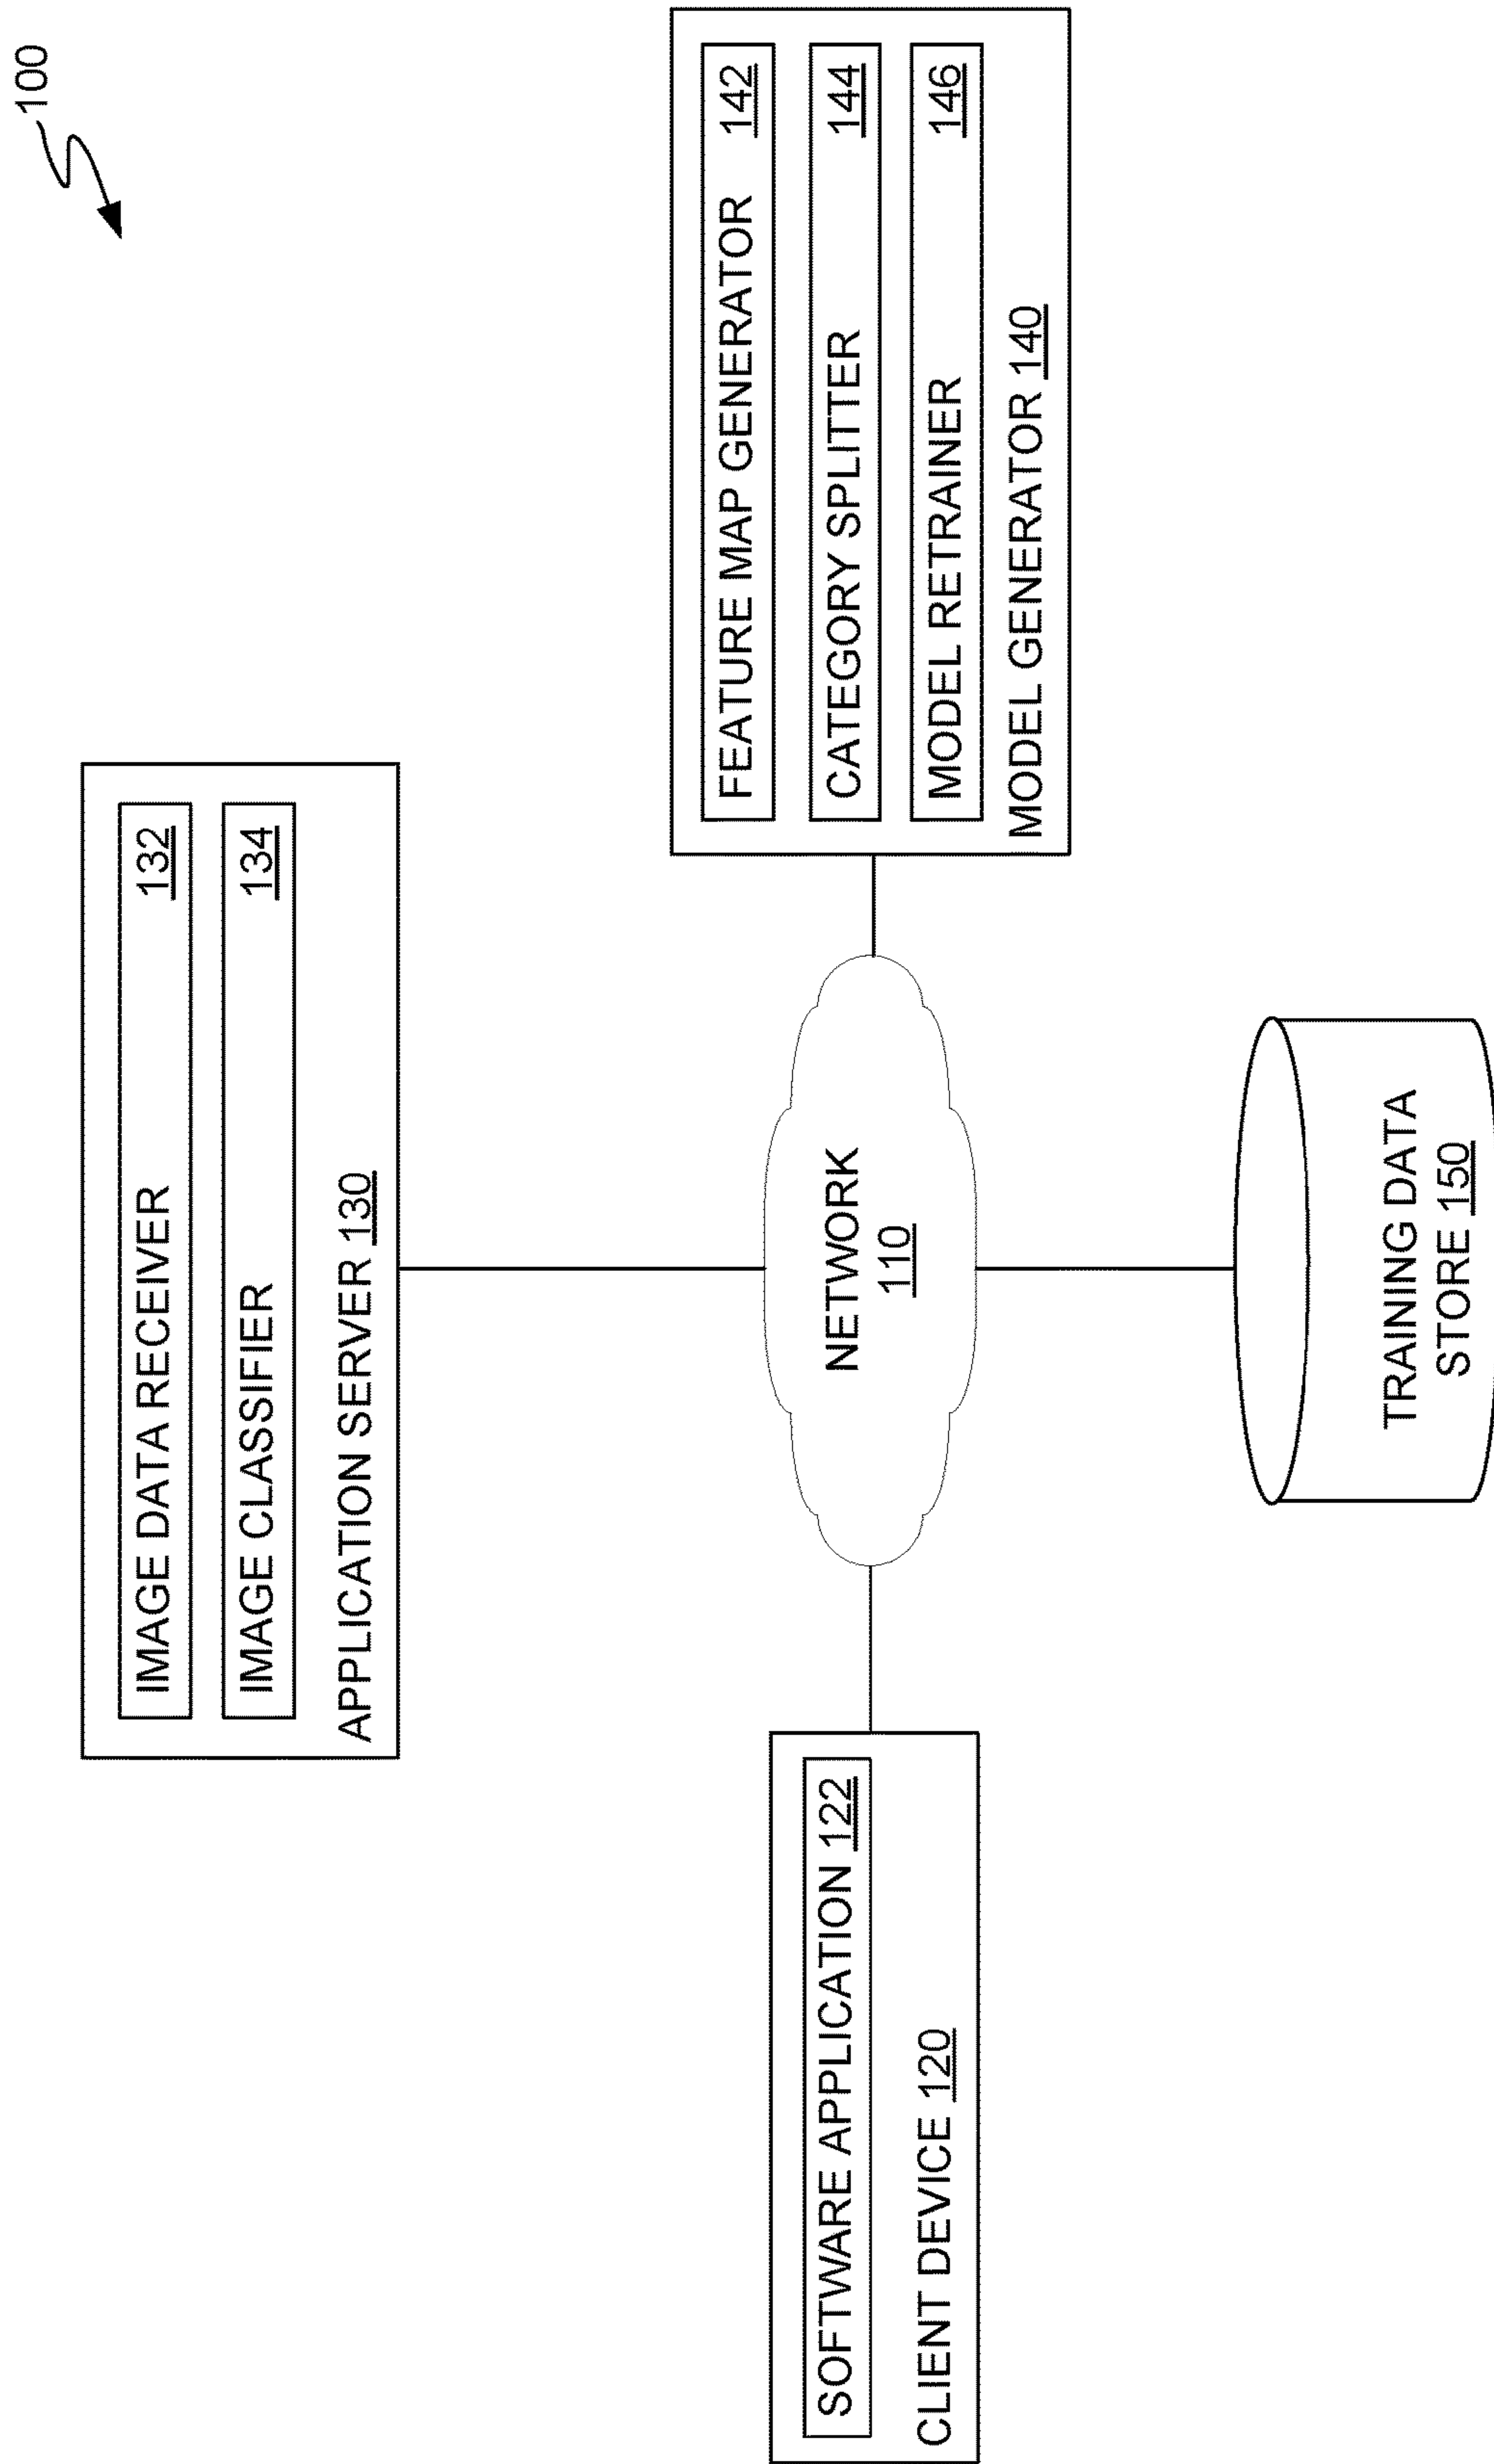 100
IMAGE DATA RECEIVER 132
IMAGE CLASSIFIER 134
APPLICATION SERVER 130
SOFTWARE APPLICATION 122
CLIENT DEVICE 120
NETWORK
110
FEATURE MAP GENERATOR 142
CATEGORY SPLITTER 144
MODEL RETRAINER 146
MODEL GENERATOR 140
TRAINING DATA
STORE 150